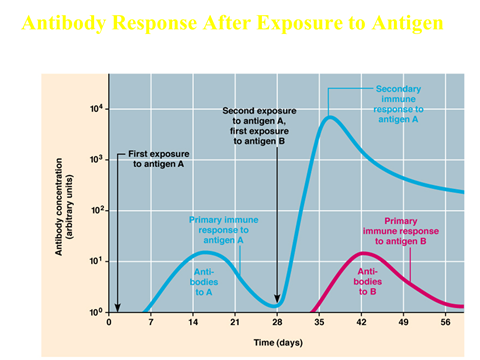 Antibody Response After Exposure to Antigen
Antibody concentration
(arbitrary units)
10⁴
10³
10²
10¹
10⁰
First exposure
to antigen A
Second exposure
to antigen A,
first exposure
to antigen B
Secondary
immune
response to
antigen A
Primary immune
response to
antigen A
Anti-
bodies
to A
Primary
immune response
to antigen B
Anti-
bodies
to B
0 7 14 21 28 35 42 49 56
Time (days)